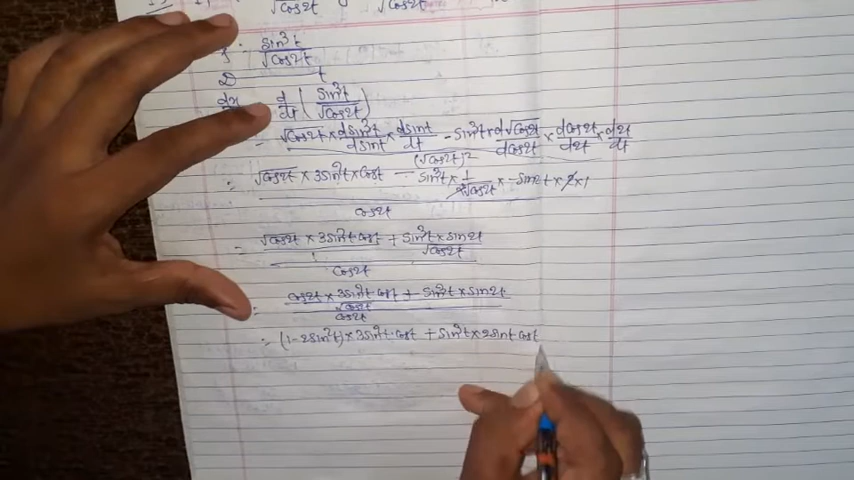 √cos2t √cos2t
sin³t / √cos2t
D t
dx d/dt (sin³t / √cos2t)
= √cos2t × dsin³t/dsint × dsint/dt - sin³t × d√cos2t/dcos2t × dcos2t/d2t × d2t/dt
(√cos2t)²
= √cos2t × 3sin²t × cost - sin³t × 1/2√cos2t × -sin2t × 2×1
cos2t
= √cos2t × 3sin²t cost + sin³t × sin2t / √cos2t
cos2t
cos2t × 3sin²t cost + sin³t × sin2t
√cos2t
cos2t
= (1-2sin²t) × 3sin²t·cost + sin³t × 2sint cost